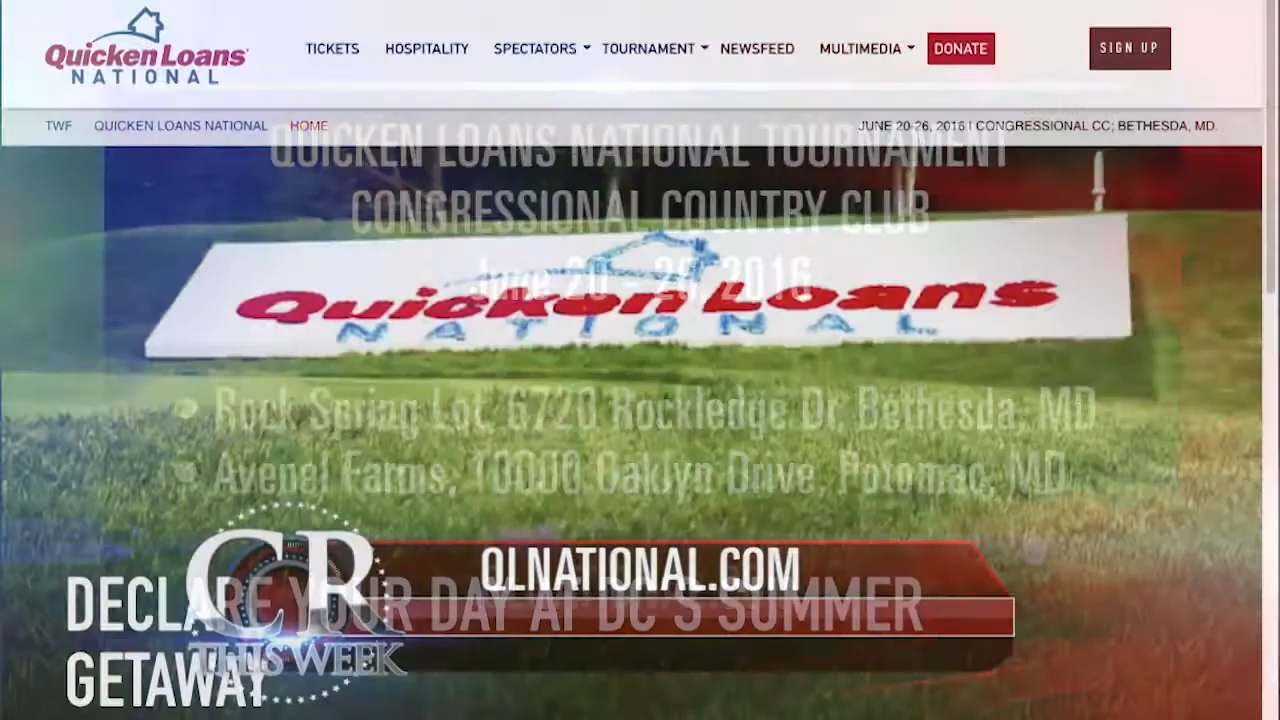 Quicken Loans
NATIONAL
TICKETS HOSPITALITY SPECTATORS TOURNAMENT NEWSFEED MULTIMEDIA DONATE SIGN UP
TWF QUICKEN LOANS NATIONAL HOME
JUNE 20-26, 2016 | CONGRESSIONAL CC; BETHESDA, MD.
QUICKEN LOANS NATIONAL TOURNAMENT
CONGRESSIONAL COUNTRY CLUB
June 20 - 26, 2016
Quicken Loans
NATIONAL
• Rock Spring Lot, 6720 Rockledge Dr, Bethesda, MD
• Avenel Farms, 10000 Oaklyn Drive, Potomac, MD
QLNATIONAL.COM
CR
THIS WEEK
DECLARE YOUR DAY AT DC'S SUMMER
GETAWAY